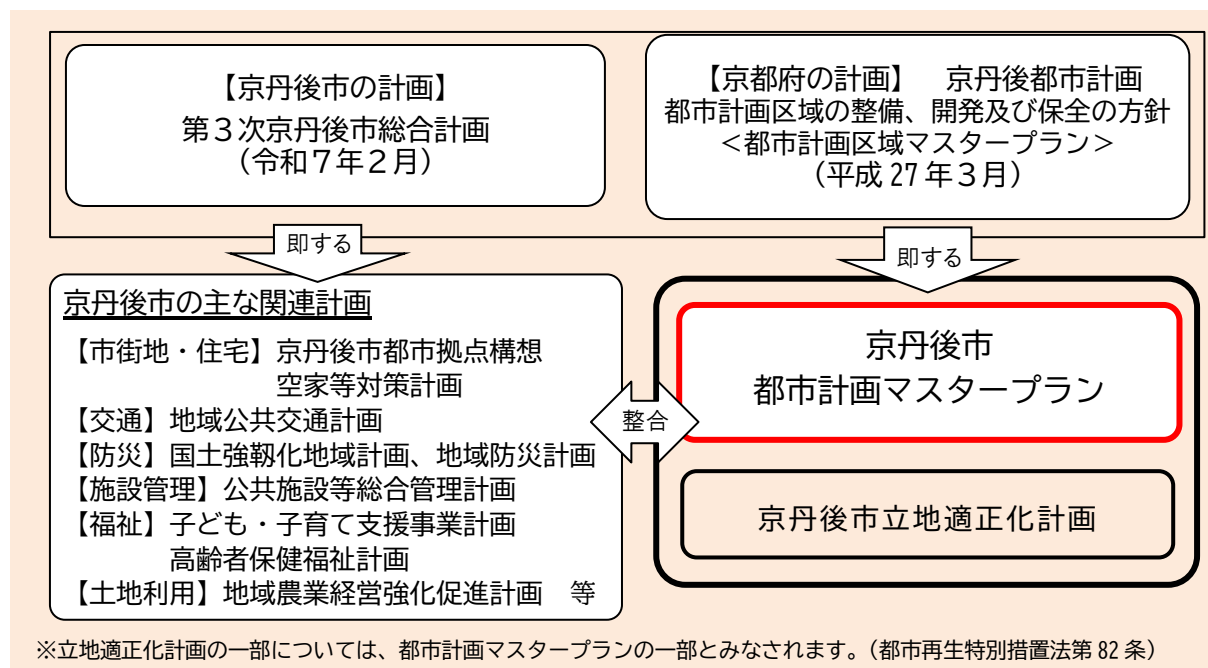 【京丹後市の計画】
第３次京丹後市総合計画
（令和７年２月）
【京都府の計画】　京丹後都市計画
都市計画区域の整備、開発及び保全の方針
＜都市計画区域マスタープラン＞
（平成27年３月）
即する
即する
京丹後市の主な関連計画
【市街地・住宅】京丹後市都市拠点構想
空家等対策計画
【交通】地域公共交通計画
【防災】国土強靱化地域計画、地域防災計画
【施設管理】公共施設等総合管理計画
【福祉】子ども・子育て支援事業計画
高齢者保健福祉計画
【土地利用】地域農業経営強化促進計画　等
整合
京丹後市
都市計画マスタープラン
京丹後市立地適正化計画
※立地適正化計画の一部については、都市計画マスタープランの一部とみなされます。（都市再生特別措置法第82条）